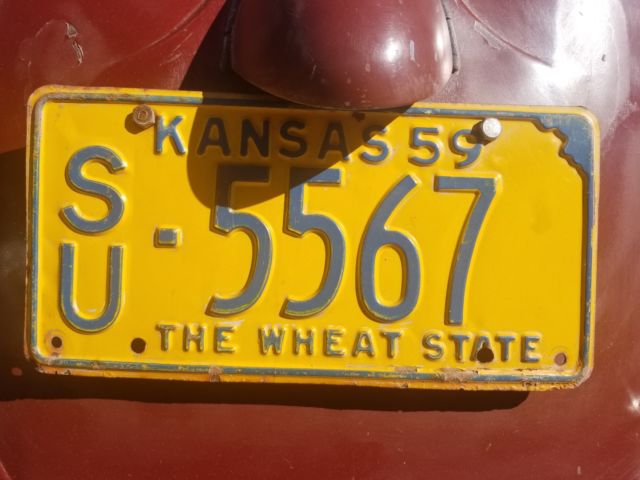 KANSAS 59
SU - 5567
THE WHEAT STATE